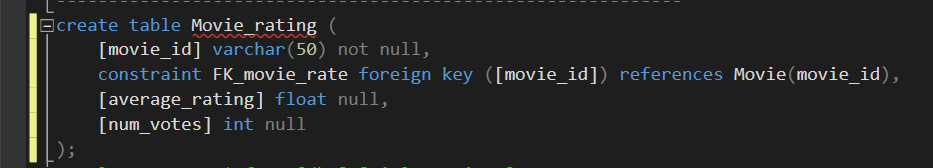 create table Movie_rating (
[movie_id] varchar(50) not null,
constraint FK_movie_rate foreign key ([movie_id]) references Movie(movie_id),
[average_rating] float null,
[num_votes] int null
);